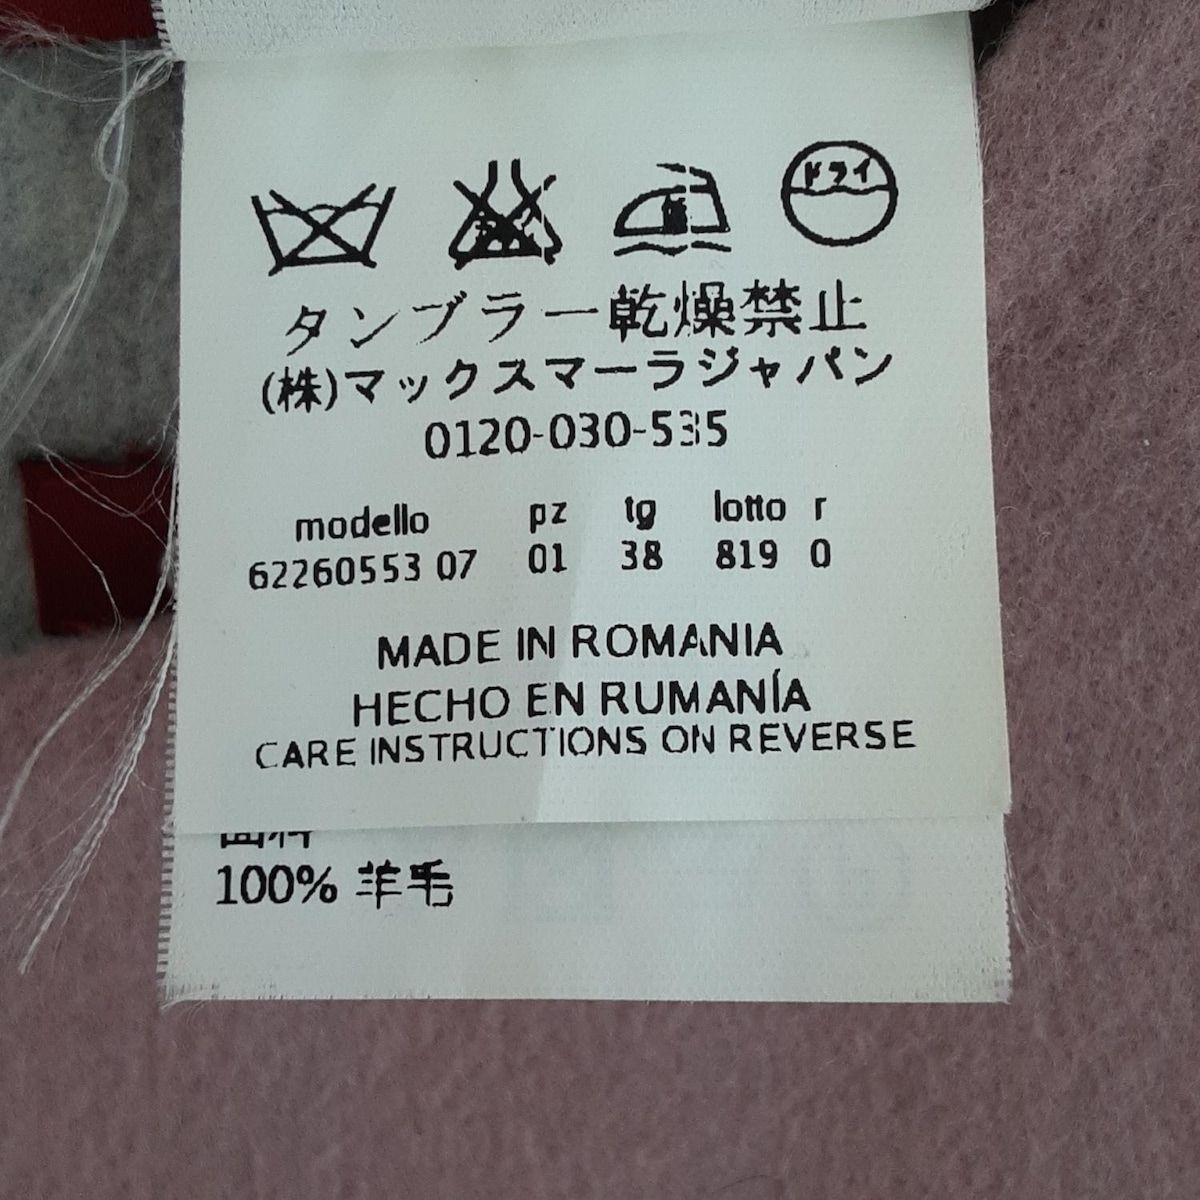 ドライ
タンブラー乾燥禁止
(株)マックスマーラジャパン
0120-030-535
modello pz tg lotto r
62260553 07 01 38 819 0
MADE IN ROMANIA
HECHO EN RUMANÍA
CARE INSTRUCTIONS ON REVERSE
面料
100% 羊毛